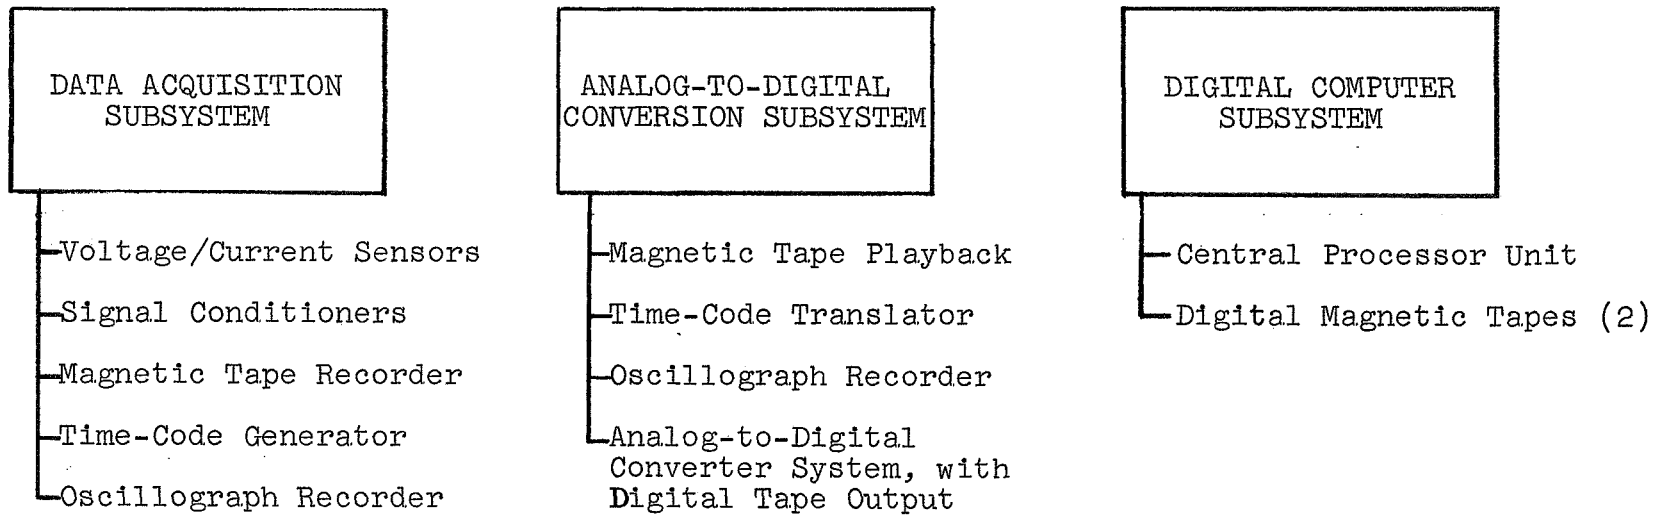 DATA ACQUISITION
SUBSYSTEM
Voltage/Current Sensors
Signal Conditioners
Magnetic Tape Recorder
Time-Code Generator
Oscillograph Recorder
ANALOG-TO-DIGITAL
CONVERSION SUBSYSTEM
Magnetic Tape Playback
Time-Code Translator
Oscillograph Recorder
Analog-to-Digital
Converter System, with
Digital Tape Output
DIGITAL COMPUTER
SUBSYSTEM
Central Processor Unit
Digital Magnetic Tapes (2)